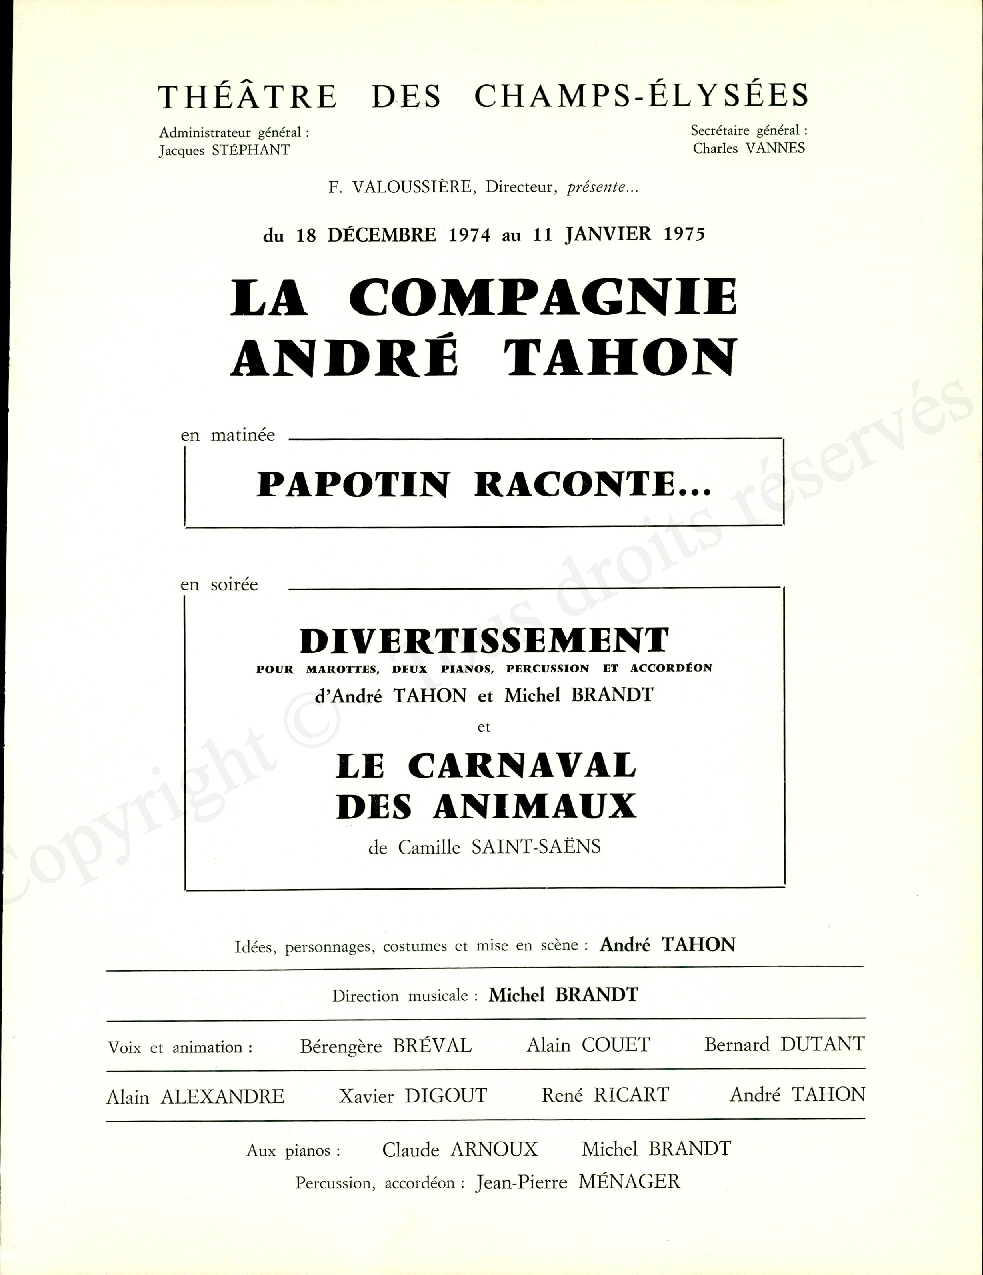 THÉÂTRE DES CHAMPS-ÉLYSÉES
Administrateur général :
Jacques STÉPHANT
Secrétaire général :
Charles VANNES
F. VALOUSSIÈRE, Directeur, présente...
du 18 DÉCEMBRE 1974 au 11 JANVIER 1975
LA COMPAGNIE
ANDRÉ TAHON
en matinée
PAPOTIN RACONTE...
en soirée
DIVERTISSEMENT
POUR MAROTTES, DEUX PIANOS, PERCUSSION ET ACCORDÉON
d'André TAHON et Michel BRANDT
et
LE CARNAVAL
DES ANIMAUX
de Camille SAINT-SAËNS
Idées, personnages, costumes et mise en scène : André TAHON
Direction musicale : Michel BRANDT
Voix et animation : Bérengère BRÉVAL Alain COUET Bernard DUTANT
Alain ALEXANDRE Xavier DIGOUT René RICART André TAHON
Aux pianos : Claude ARNOUX Michel BRANDT
Percussion, accordéon : Jean-Pierre MÉNAGER
Copyright © Tous droits réservés